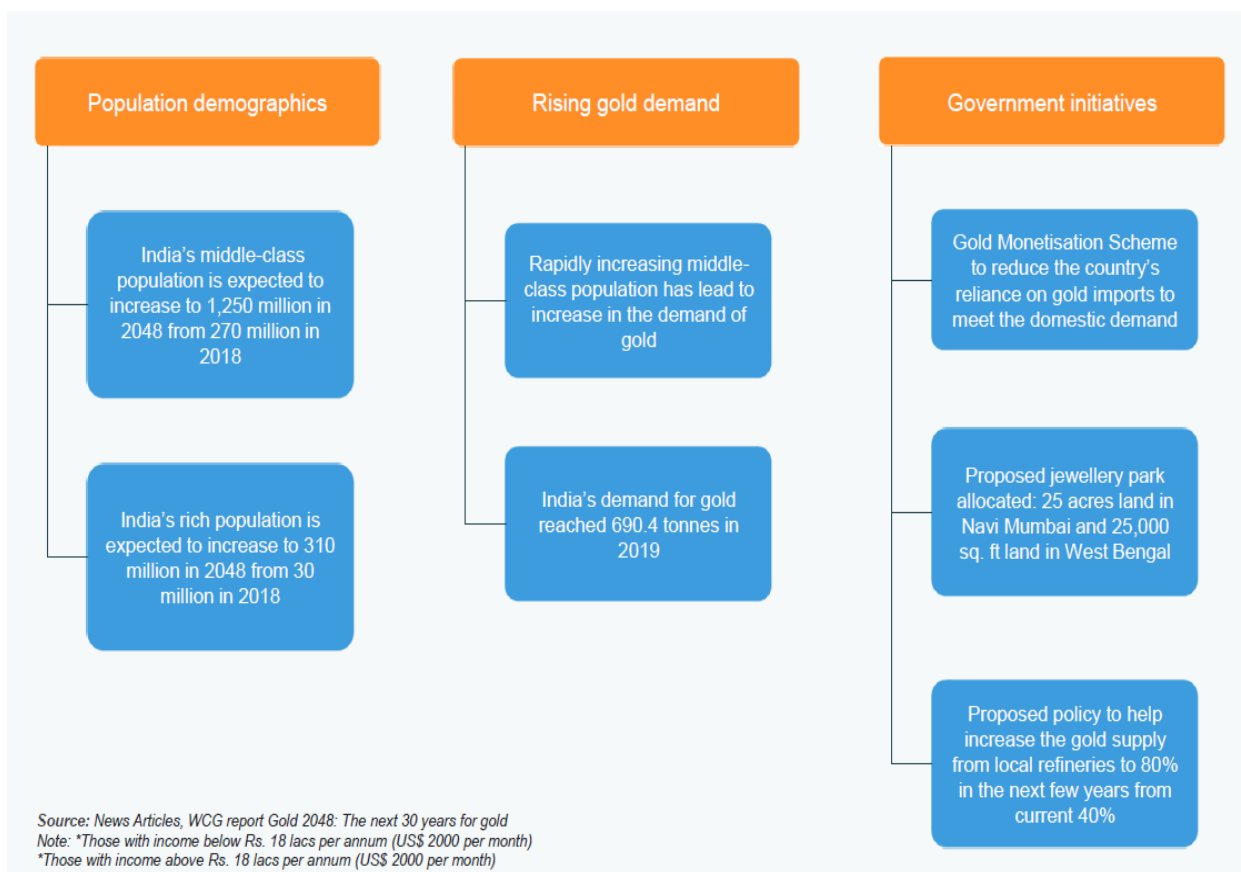 Population demographics
India's middle-class
population is expected to
increase to 1,250 million in
2048 from 270 million in
2018
India's rich population is
expected to increase to 310
million in 2048 from 30
million in 2018
Rising gold demand
Rapidly increasing middle-
class population has lead to
increase in the demand of
gold
India's demand for gold
reached 690.4 tonnes in
2019
Government initiatives
Gold Monetisation Scheme
to reduce the country's
reliance on gold imports to
meet the domestic demand
Proposed jewellery park
allocated: 25 acres land in
Navi Mumbai and 25,000
sq. ft land in West Bengal
Proposed policy to help
increase the gold supply
from local refineries to 80%
in the next few years from
current 40%
Source: News Articles, WCG report Gold 2048: The next 30 years for gold
Note: *Those with income below Rs. 18 lacs per annum (US$ 2000 per month)
*Those with income above Rs. 18 lacs per annum (US$ 2000 per month)